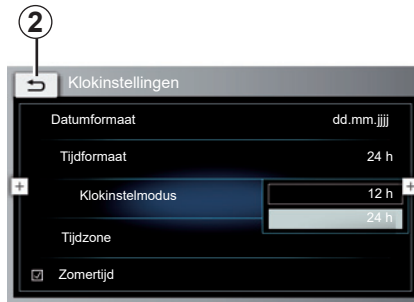 2
Klokinstellingen
Datumformaat dd.mm.jjjj
Tijdformaat 24 h
Klokinstelmodus 12 h
24 h
Tijdzone
Zomertijd